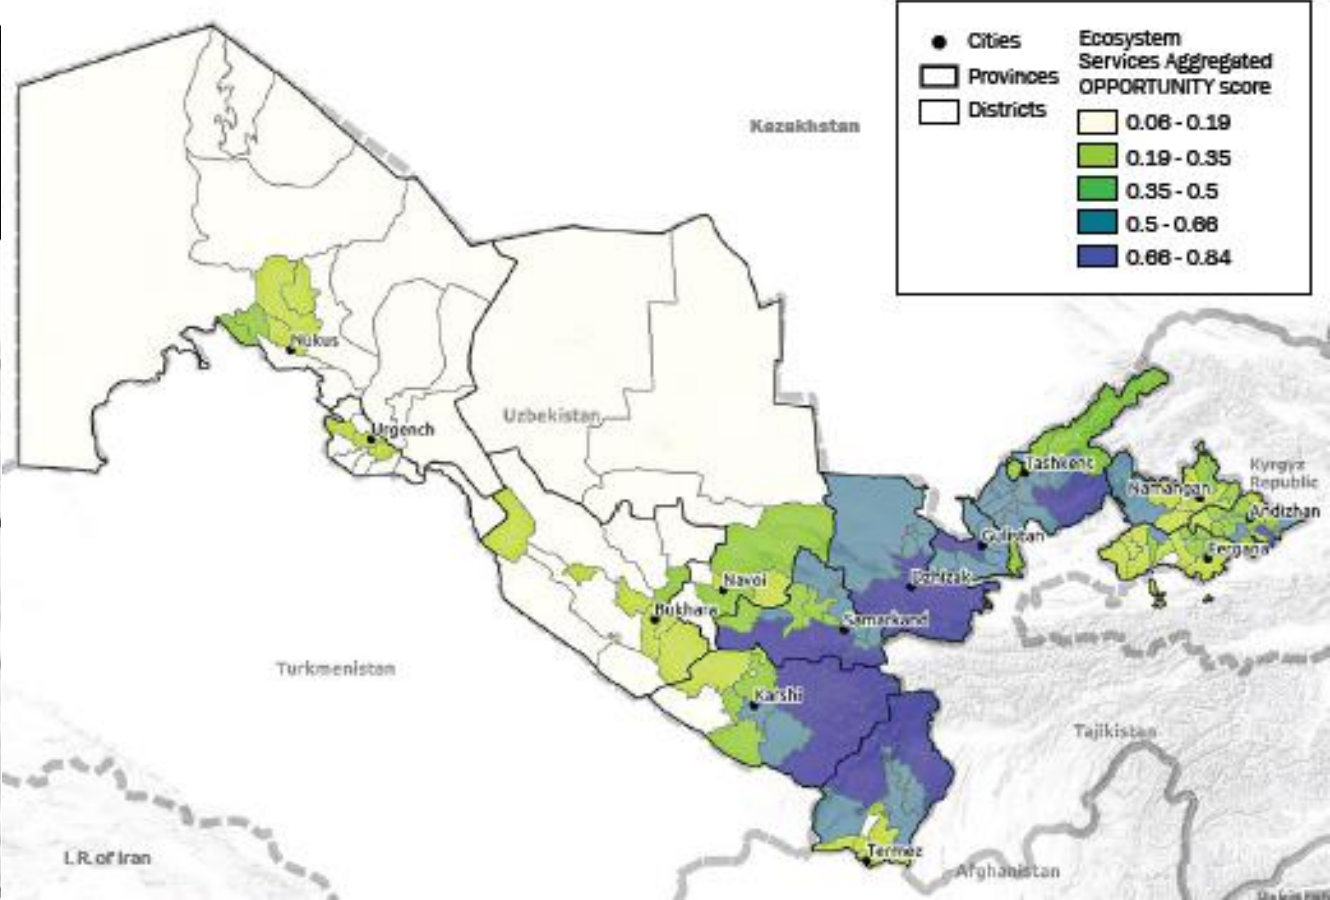 Cities
Provinces
Districts
Ecosystem
Services Aggregated
OPPORTUNITY score
0.06 - 0.19
0.19 - 0.35
0.35 - 0.5
0.5 - 0.66
0.66 - 0.84
Kazakhstan
Nukus
Urgench
Uzbekistan
Tashkent
Kyrgyz
Republic
Namangan
Andizhan
Gulistan
Fergana
Navoi
Dzhizak
Bukhara
Samarkand
Turkmenistan
Karshi
Tajikistan
Termez
I. R. of Iran
Afghanistan